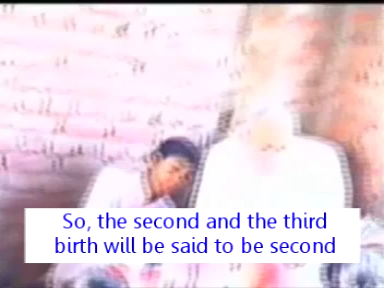 So, the second and the third
birth will be said to be second